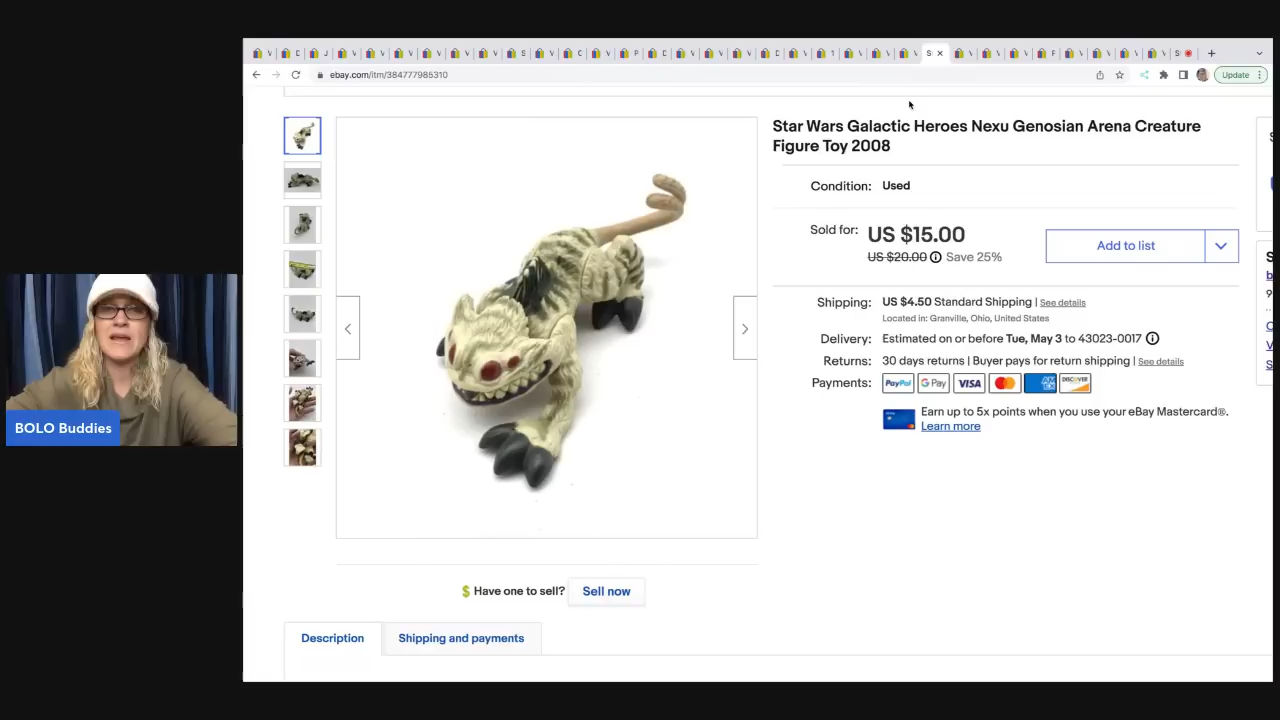 ebay.com/itm/384777985310
Update
Star Wars Galactic Heroes Nexu Genosian Arena Creature
Figure Toy 2008
Condition: Used
Sold for: US $15.00
US $20.00 Save 25%
Add to list
Shipping: US $4.50 Standard Shipping | See details
Located in: Granville, Ohio, United States
Delivery: Estimated on or before Tue, May 3 to 43023-0017
Returns: 30 days returns | Buyer pays for return shipping | See details
Payments: PayPal G Pay VISA MasterCard AM EX DISCOVER
Earn up to 5x points when you use your eBay Mastercard®.
Learn more
BOLO Buddies
$ Have one to sell? Sell now
Description Shipping and payments